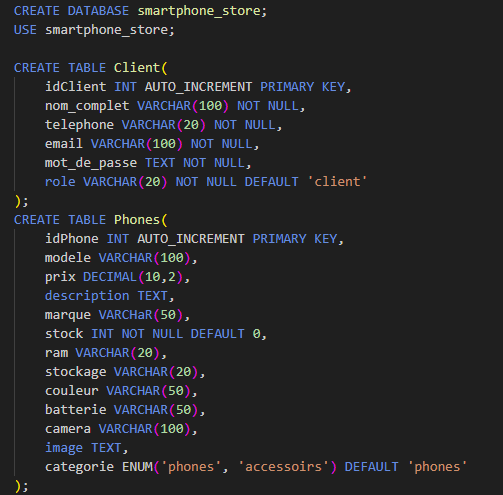 CREATE DATABASE smartphone_store;
USE smartphone_store;

CREATE TABLE Client(
    idClient INT AUTO_INCREMENT PRIMARY KEY,
    nom_complet VARCHAR(100) NOT NULL,
    telephone VARCHAR(20) NOT NULL,
    email VARCHAR(100) NOT NULL,
    mot_de_passe TEXT NOT NULL,
    role VARCHAR(20) NOT NULL DEFAULT 'client'
);
CREATE TABLE Phones(
    idPhone INT AUTO_INCREMENT PRIMARY KEY,
    modele VARCHAR(100),
    prix DECIMAL(10,2),
    description TEXT,
    marque VARCHaR(50),
    stock INT NOT NULL DEFAULT 0,
    ram VARCHAR(20),
    stockage VARCHAR(20),
    couleur VARCHAR(50),
    batterie VARCHAR(50),
    camera VARCHAR(100),
    image TEXT,
    categorie ENUM('phones', 'accessoirs') DEFAULT 'phones'
);